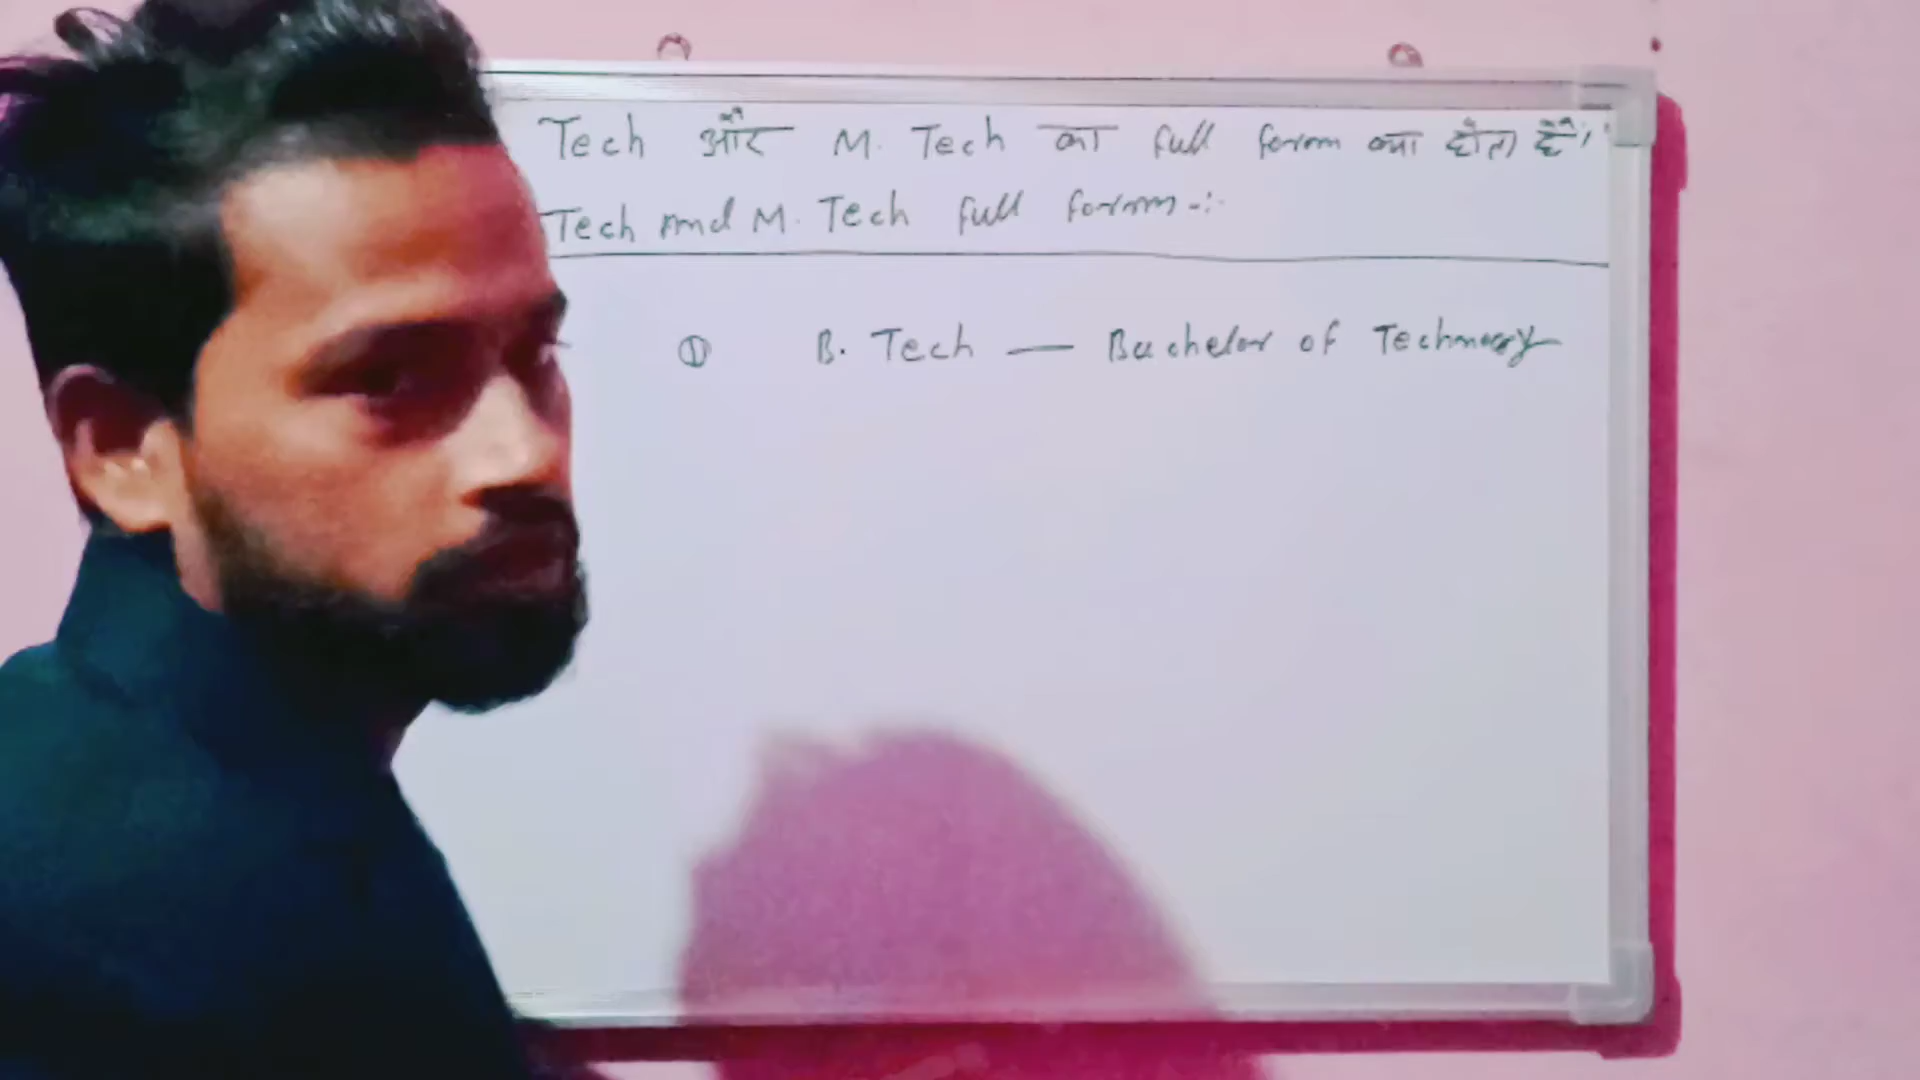 Tech और M. Tech का full form क्या होता है।
Tech and M. Tech full form -:
① B. Tech — Bachelor of Technology